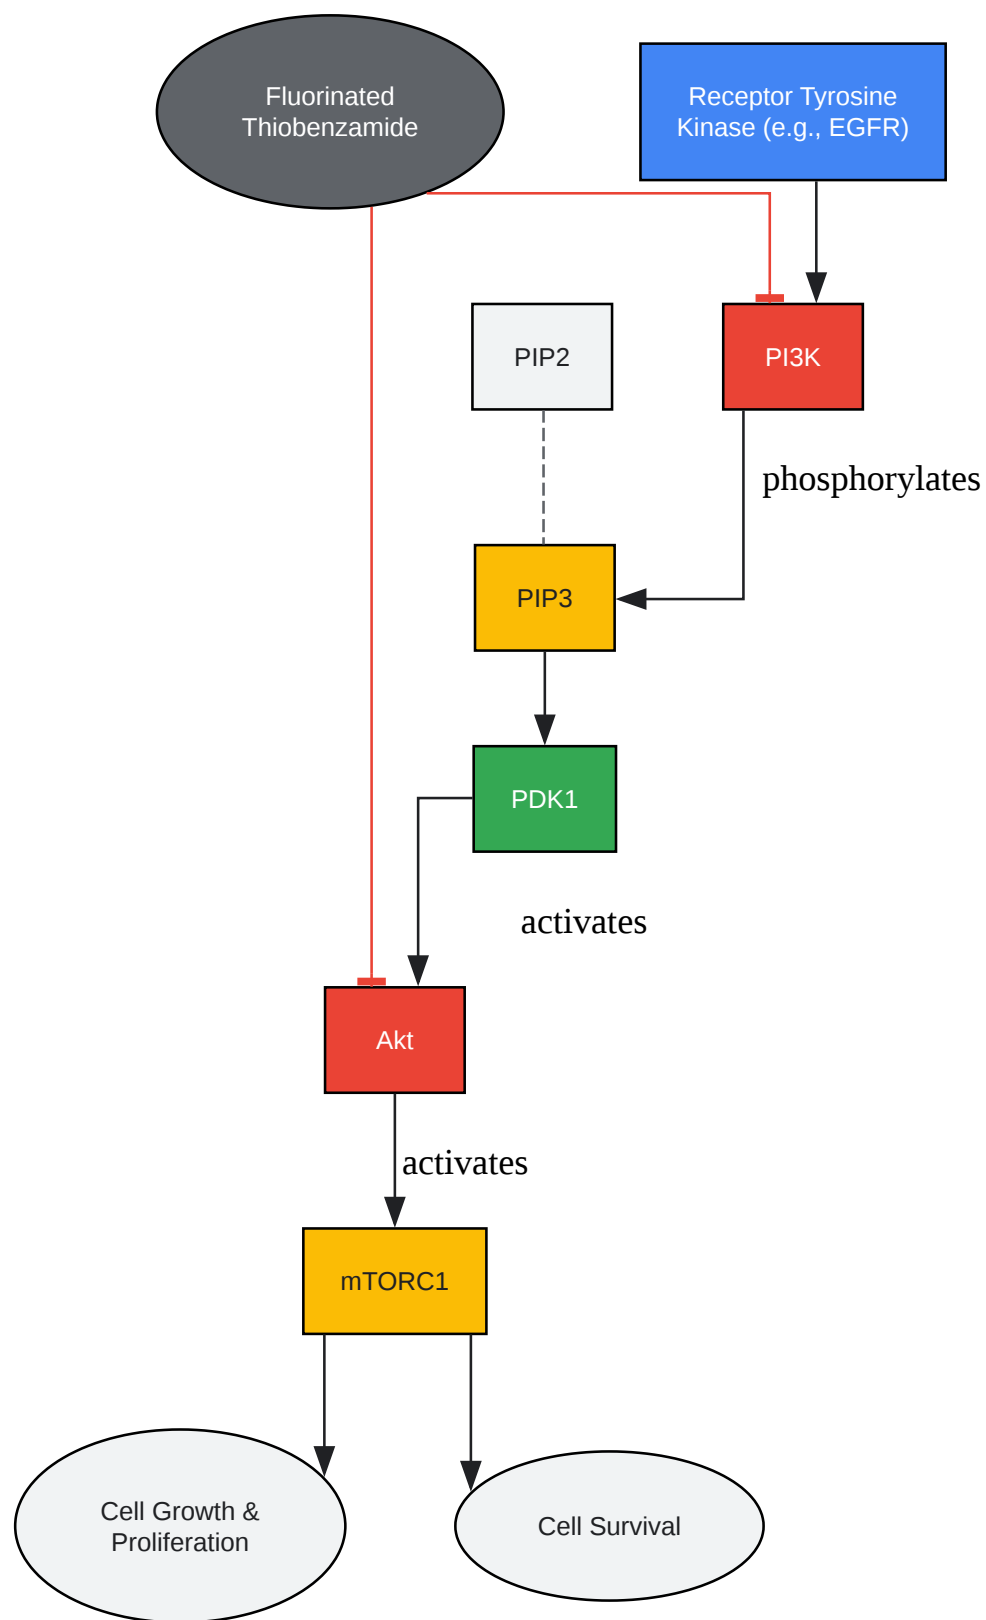 Fluorinated
Thiobenzamide
Receptor Tyrosine
Kinase (e.g., EGFR)
PIP2
PI3K
phosphorylates
PIP3
PDK1
activates
Akt
activates
mTORC1
Cell Growth &
Proliferation
Cell Survival